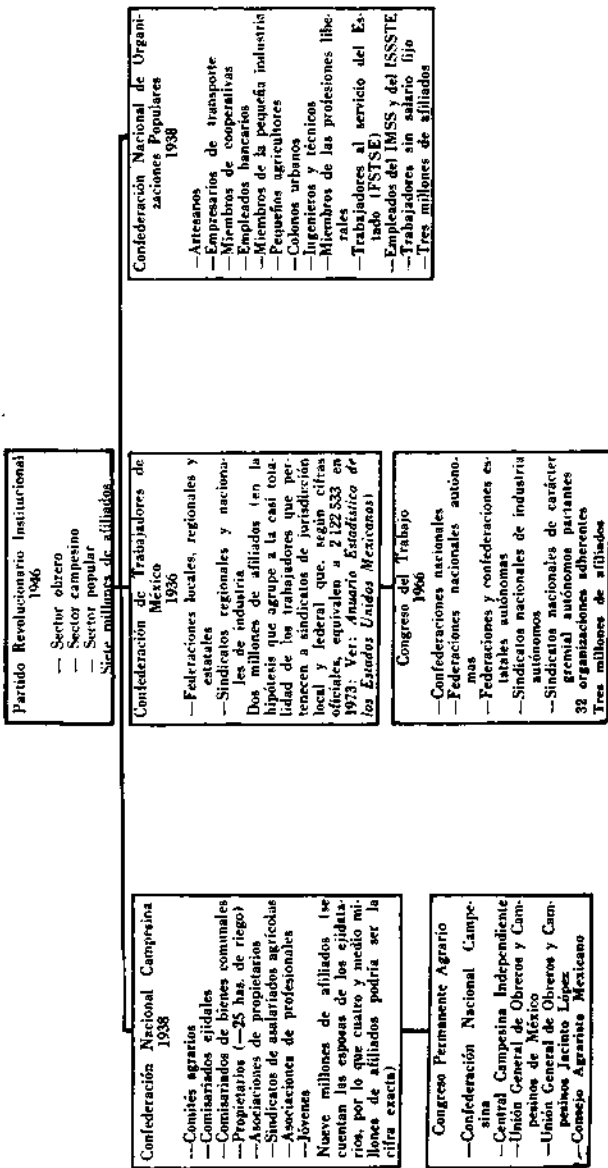 Partido Revolucionario Institucional
1946
— Sector obrero
— Sector campesino
— Sector popular
Siete millones de afiliados
Confederación Nacional Campesina
1938
—Comités agrarios
—Comisariados ejidales
—Comisariados de bienes comunales
—Propietarios (—25 has. de riego)
—Asociaciones de propietarios
—Sindicatos de asalariados agrícolas
—Asociaciones de profesionales
—Jóvenes
Nueve millones de afiliados (se
cuentan las esposas de los ejidata-
rios, por lo que cuatro y medio mi-
llones de afiliados podría ser la
cifra exacta)
Congreso Permanente Agrario
—Confederación Nacional Campe-
sina
—Central Campesina Independiente
—Unión General de Obreros y Cam-
pesinos de México
—Unión General de Obreros y Cam-
pesinos Jacinto López
—Consejo Agrarista Mexicano
Confederación de Trabajadores de
México
1936
—Federaciones locales, regionales y
estatales
—Sindicatos regionales y naciona-
les de industria
Dos millones de afiliados (en la
hipótesis que agrupe a la casi tota-
lidad de los trabajadores que per-
tenecen a sindicatos de jurisdicción
local y federal que, según cifras
oficiales, equivalen a 2 122 533 en
1973: Ver: Anuario Estadístico de
los Estados Unidos Mexicanos)
Congreso del Trabajo
1966
—Confederaciones nacionales
—Federaciones nacionales autóno-
mas
—Federaciones y confederaciones es-
tatales autónomas
—Sindicatos nacionales de industria
autónomos
—Sindicatos nacionales de carácter
gremial autónomos partantes
32 organizaciones adherentes
Tres millones de afiliados
Confederación Nacional de Organi-
zaciones Populares
1938
—Artesanos
—Empresarios de transporte
—Miembros de cooperativas
—Empleados bancarios
—Miembros de la pequeña industria
—Pequeños agricultores
—Colonos urbanos
—Ingenieros y técnicos
—Miembros de las profesiones libe-
rales
—Trabajadores al servicio del Es-
tado (FSTSE)
—Empleados del IMSS y del ISSSTE
—Trabajadores sin salario fijo
—Tres millones de afiliados